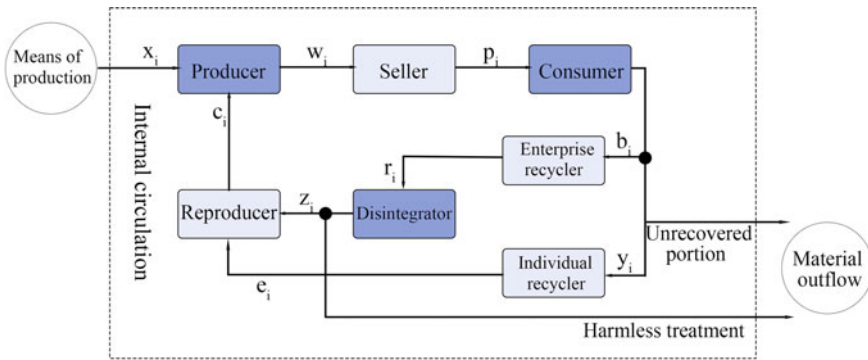 Means of
production
x_i
Producer
w_i
Seller
p_i
Consumer
c_i
Internal circulation
Enterprise
recycler
b_i
r_i
Reproducer
z_i
Disintegrator
Unrecovered
portion
Individual
recycler
y_i
e_i
Material
outflow
Harmless treatment